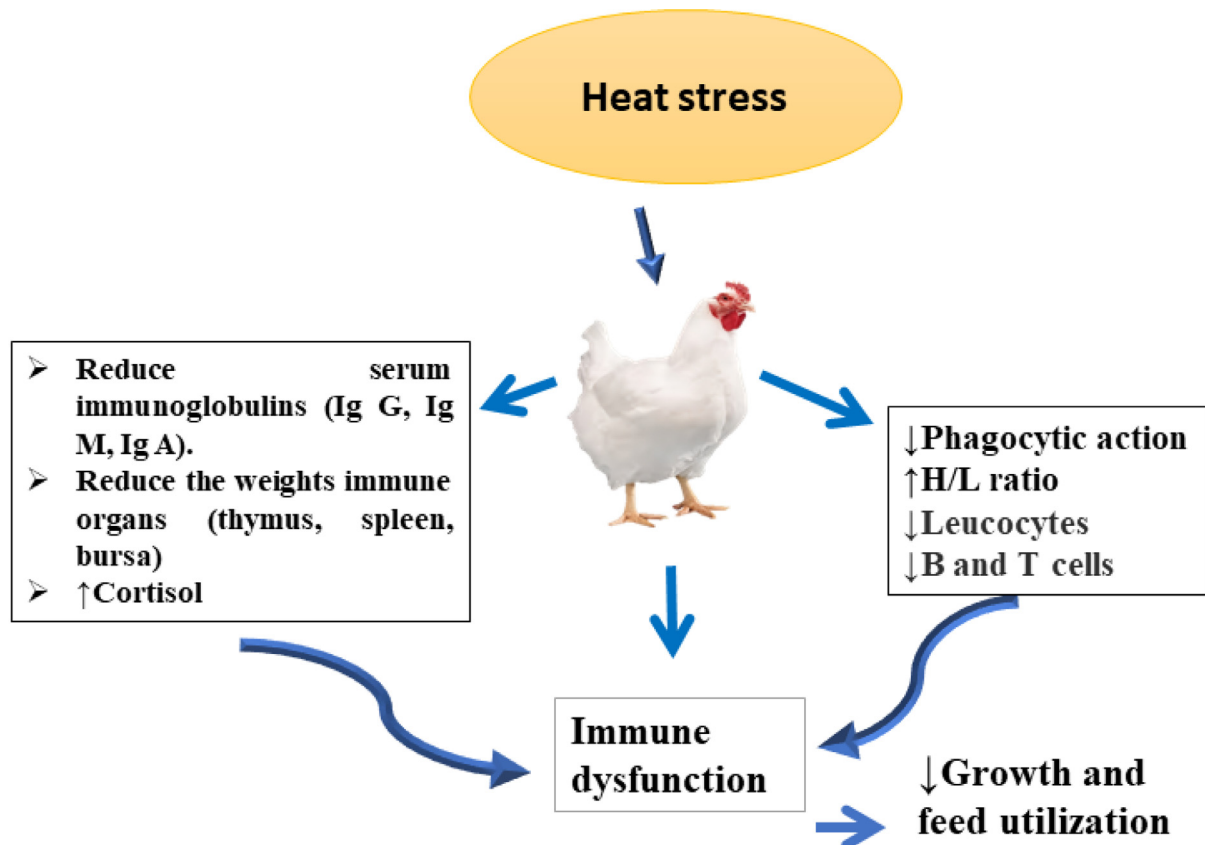 Heat stress
➢ Reduce serum
immunoglobulins (Ig G, Ig
M, Ig A).
➢ Reduce the weights immune
organs (thymus, spleen,
bursa)
➢ ↑Cortisol
↓Phagocytic action
↑H/L ratio
↓Leucocytes
↓B and T cells
Immune
dysfunction
↓Growth and
feed utilization